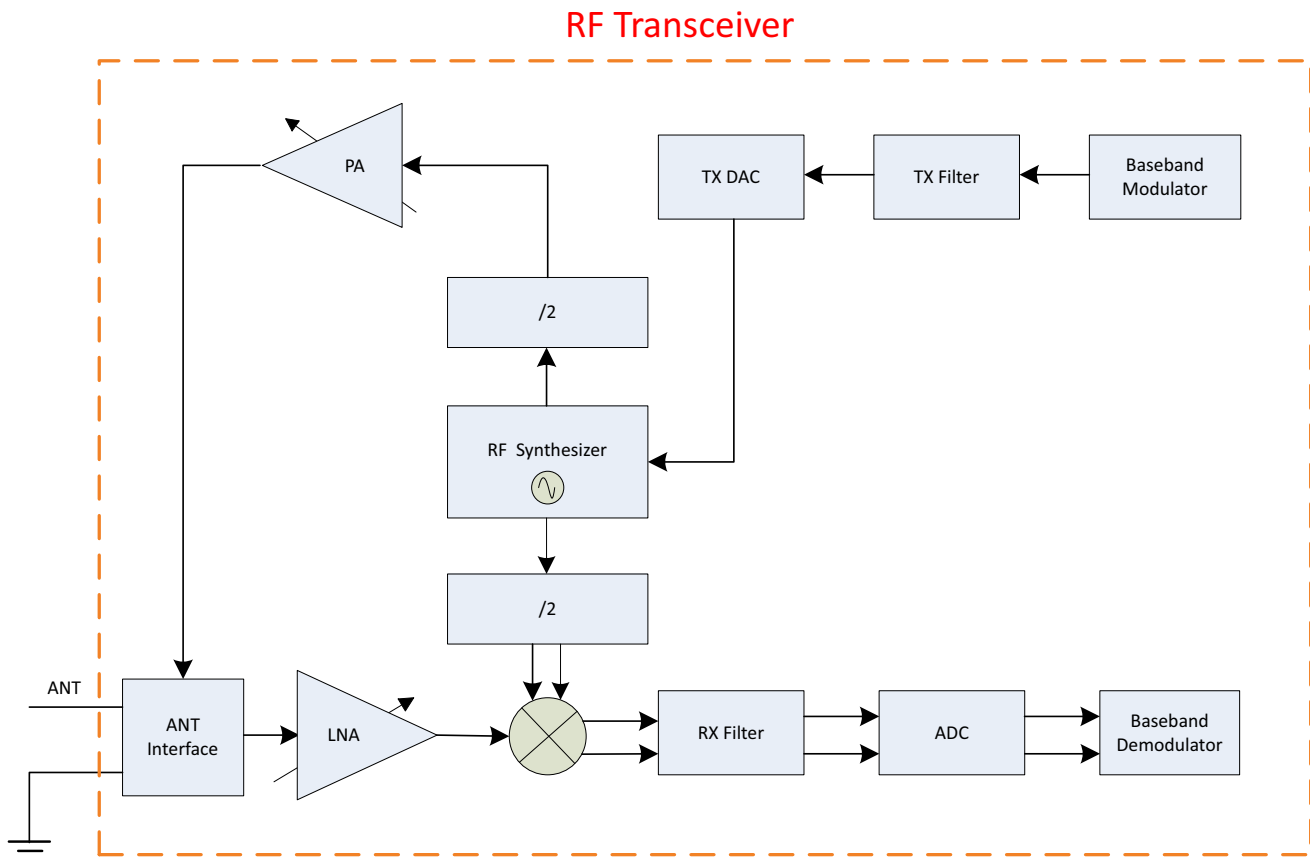 RF Transceiver
PA
TX DAC
TX Filter
Baseband
Modulator
/2
RF Synthesizer
/2
ANT
ANT
Interface
LNA
RX Filter
ADC
Baseband
Demodulator